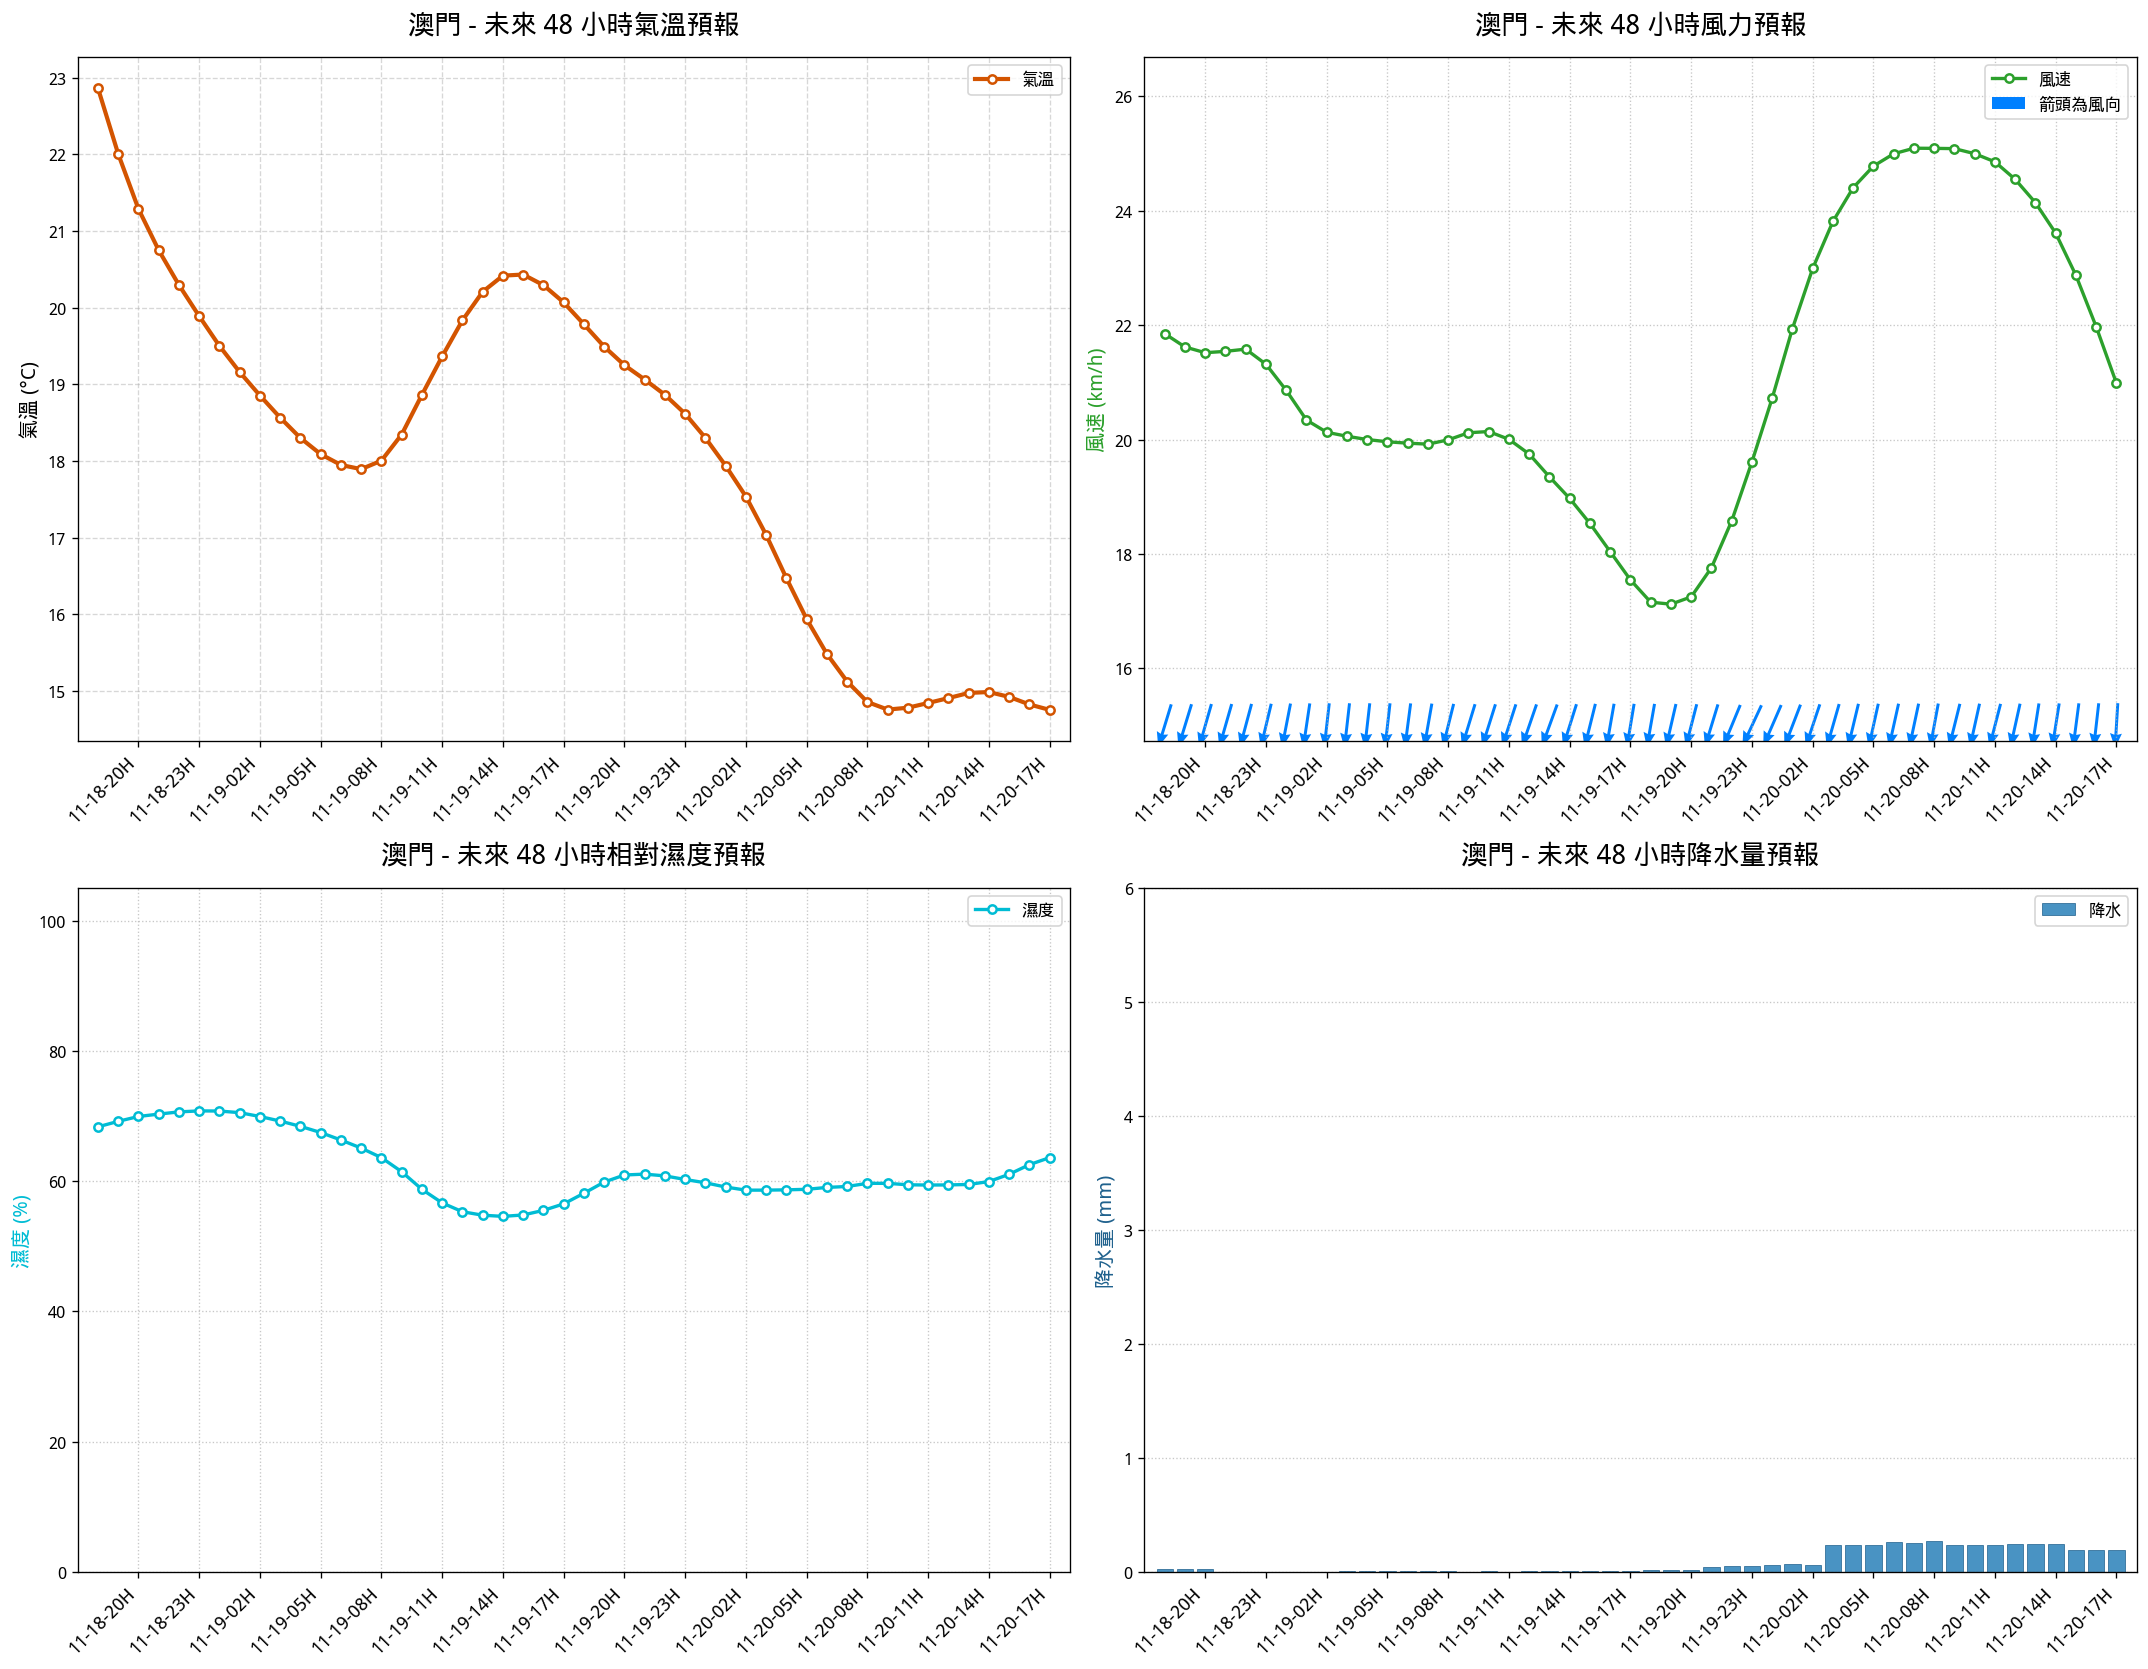 澳門 - 未來 48 小時氣溫預報
氣溫
氣溫 (°C)
23
22
21
20
19
18
17
16
15
11-18-20H
11-18-23H
11-19-02H
11-19-05H
11-19-08H
11-19-11H
11-19-14H
11-19-17H
11-19-20H
11-19-23H
11-20-02H
11-20-05H
11-20-08H
11-20-11H
11-20-14H
11-20-17H
澳門 - 未來 48 小時風力預報
風速
箭頭為風向
風速 (km/h)
26
24
22
20
18
16
11-18-20H
11-18-23H
11-19-02H
11-19-05H
11-19-08H
11-19-11H
11-19-14H
11-19-17H
11-19-20H
11-19-23H
11-20-02H
11-20-05H
11-20-08H
11-20-11H
11-20-14H
11-20-17H
澳門 - 未來 48 小時相對濕度預報
濕度
濕度 (%)
100
80
60
40
20
0
11-18-20H
11-18-23H
11-19-02H
11-19-05H
11-19-08H
11-19-11H
11-19-14H
11-19-17H
11-19-20H
11-19-23H
11-20-02H
11-20-05H
11-20-08H
11-20-11H
11-20-14H
11-20-17H
澳門 - 未來 48 小時降水量預報
降水
降水量 (mm)
6
5
4
3
2
1
0
11-18-20H
11-18-23H
11-19-02H
11-19-05H
11-19-08H
11-19-11H
11-19-14H
11-19-17H
11-19-20H
11-19-23H
11-20-02H
11-20-05H
11-20-08H
11-20-11H
11-20-14H
11-20-17H